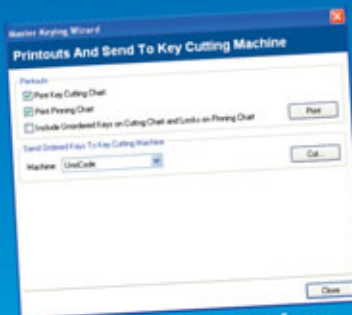 Master Keying Wizard
Printouts And Send To Key Cutting Machine
Printouts
Print Key Cutting Chart
Print Pinning Chart
Include Unordered Keys on Cutting Chart and Locks on Pinning Chart
Print
Send Ordered Keys To Key Cutting Machine
Machine: UniCode
Cut...
Close